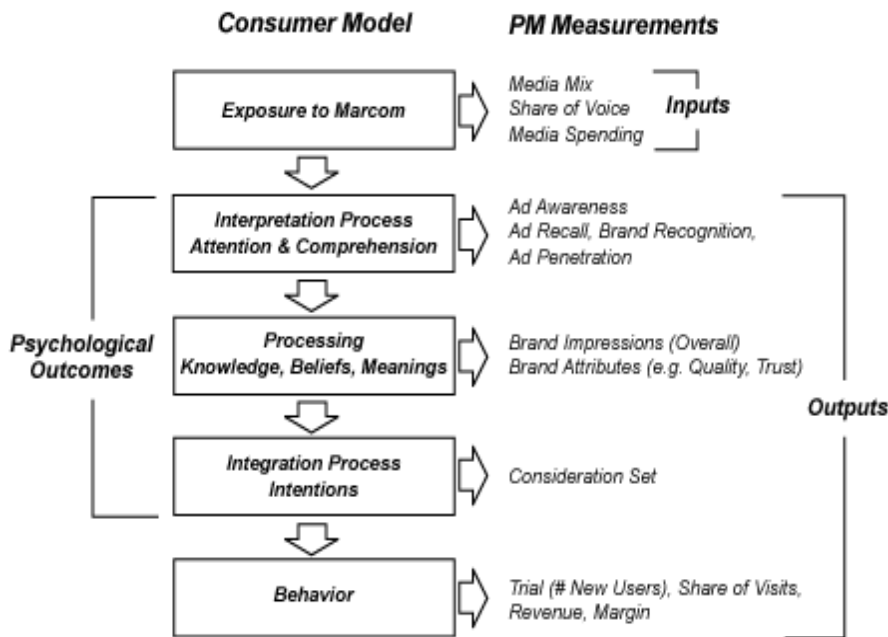 Consumer Model
PM Measurements
Exposure to Marcom
Media Mix
Share of Voice
Media Spending
Inputs
Interpretation Process
Attention & Comprehension
Ad Awareness
Ad Recall, Brand Recognition,
Ad Penetration
Psychological
Outcomes
Processing
Knowledge, Beliefs, Meanings
Brand Impressions (Overall)
Brand Attributes (e.g. Quality, Trust)
Outputs
Integration Process
Intentions
Consideration Set
Behavior
Trial (# New Users), Share of Visits,
Revenue, Margin